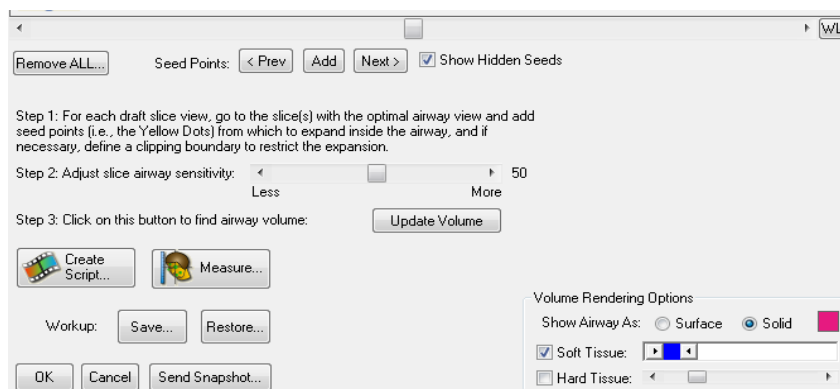 WL
Remove ALL... Seed Points: < Prev Add Next > Show Hidden Seeds
Step 1: For each draft slice view, go to the slice(s) with the optimal airway view and add
seed points (i.e., the Yellow Dots) from which to expand inside the airway, and if
necessary, define a clipping boundary to restrict the expansion.
Step 2: Adjust slice airway sensitivity: 50
Less More
Step 3: Click on this button to find airway volume: Update Volume
Create
Script...
Measure...
Volume Rendering Options
Workup: Save... Restore...
Show Airway As: Surface Solid
Soft Tissue:
OK Cancel Send Snapshot...
Hard Tissue: